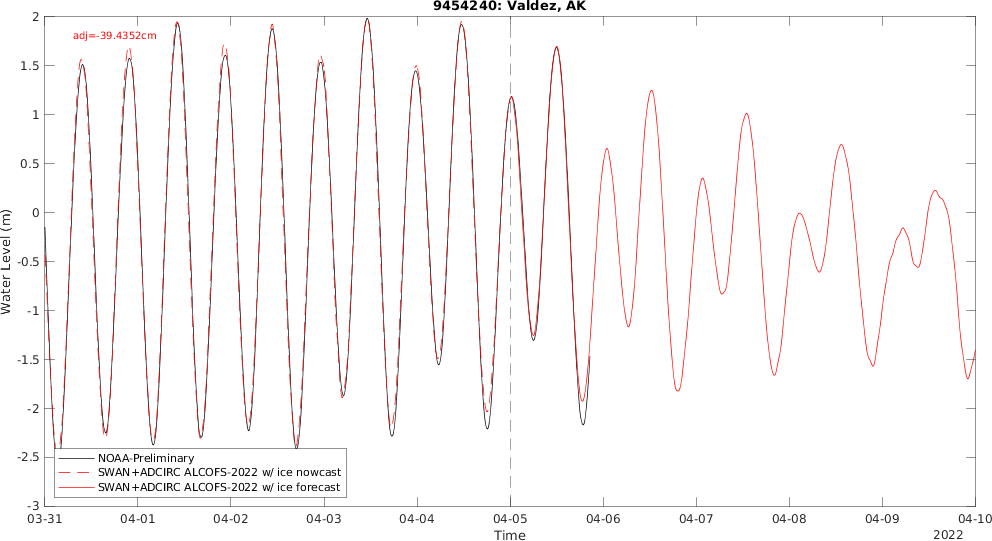 9454240: Valdez, AK
adj=-39.4352cm
2
1.5
1
0.5
0
-0.5
-1
-1.5
-2
-2.5
-3
Water Level (m)
NOAA-Preliminary
SWAN+ADCIRC ALCOFS-2022 w/ ice nowcast
SWAN+ADCIRC ALCOFS-2022 w/ ice forecast
03-31 04-01 04-02 04-03 04-04 04-05 04-06 04-07 04-08 04-09 04-10
Time
2022